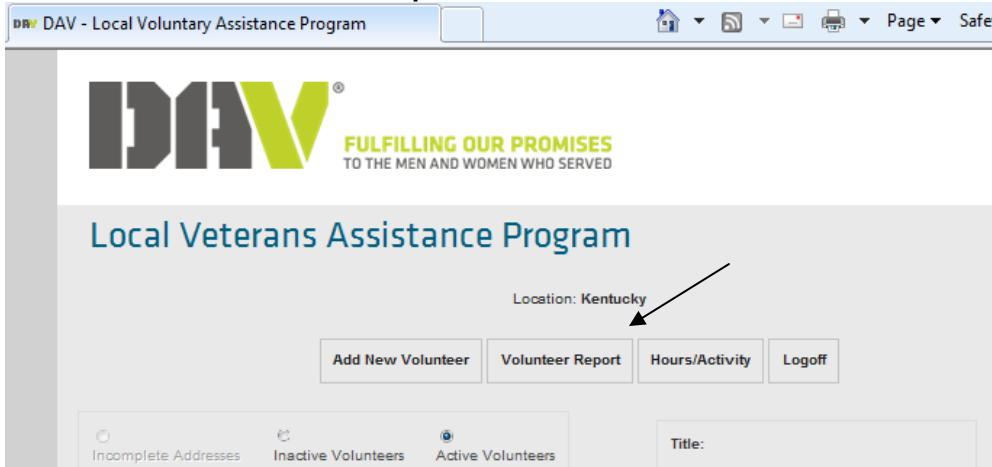 DAV DAV - Local Voluntary Assistance Program
Page
DAV®
FULFILLING OUR PROMISES
TO THE MEN AND WOMEN WHO SERVED
Local Veterans Assistance Program
Location: Kentucky
Add New Volunteer Volunteer Report Hours/Activity Logoff
Incomplete Addresses Inactive Volunteers Active Volunteers
Title: